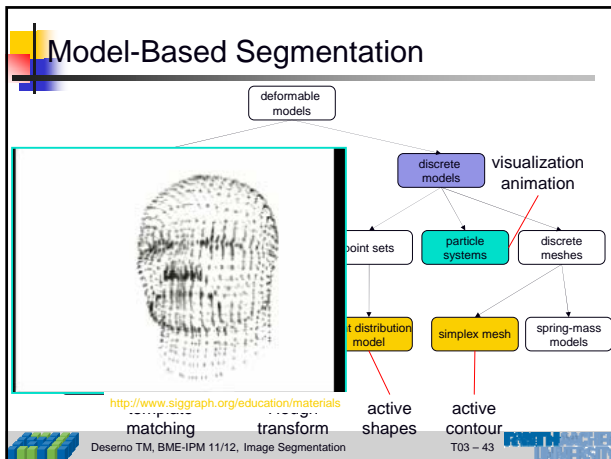 Model-Based Segmentation
deformable
models
discrete
models
visualization
animation
point sets
particle
systems
discrete
meshes
distribution
model
simplex mesh
spring-mass
models
http://www.siggraph.org/education/materials
template
matching
transform
active
shapes
active
contour
Deserno TM, BME-IPM 11/12, Image Segmentation
T03 – 43